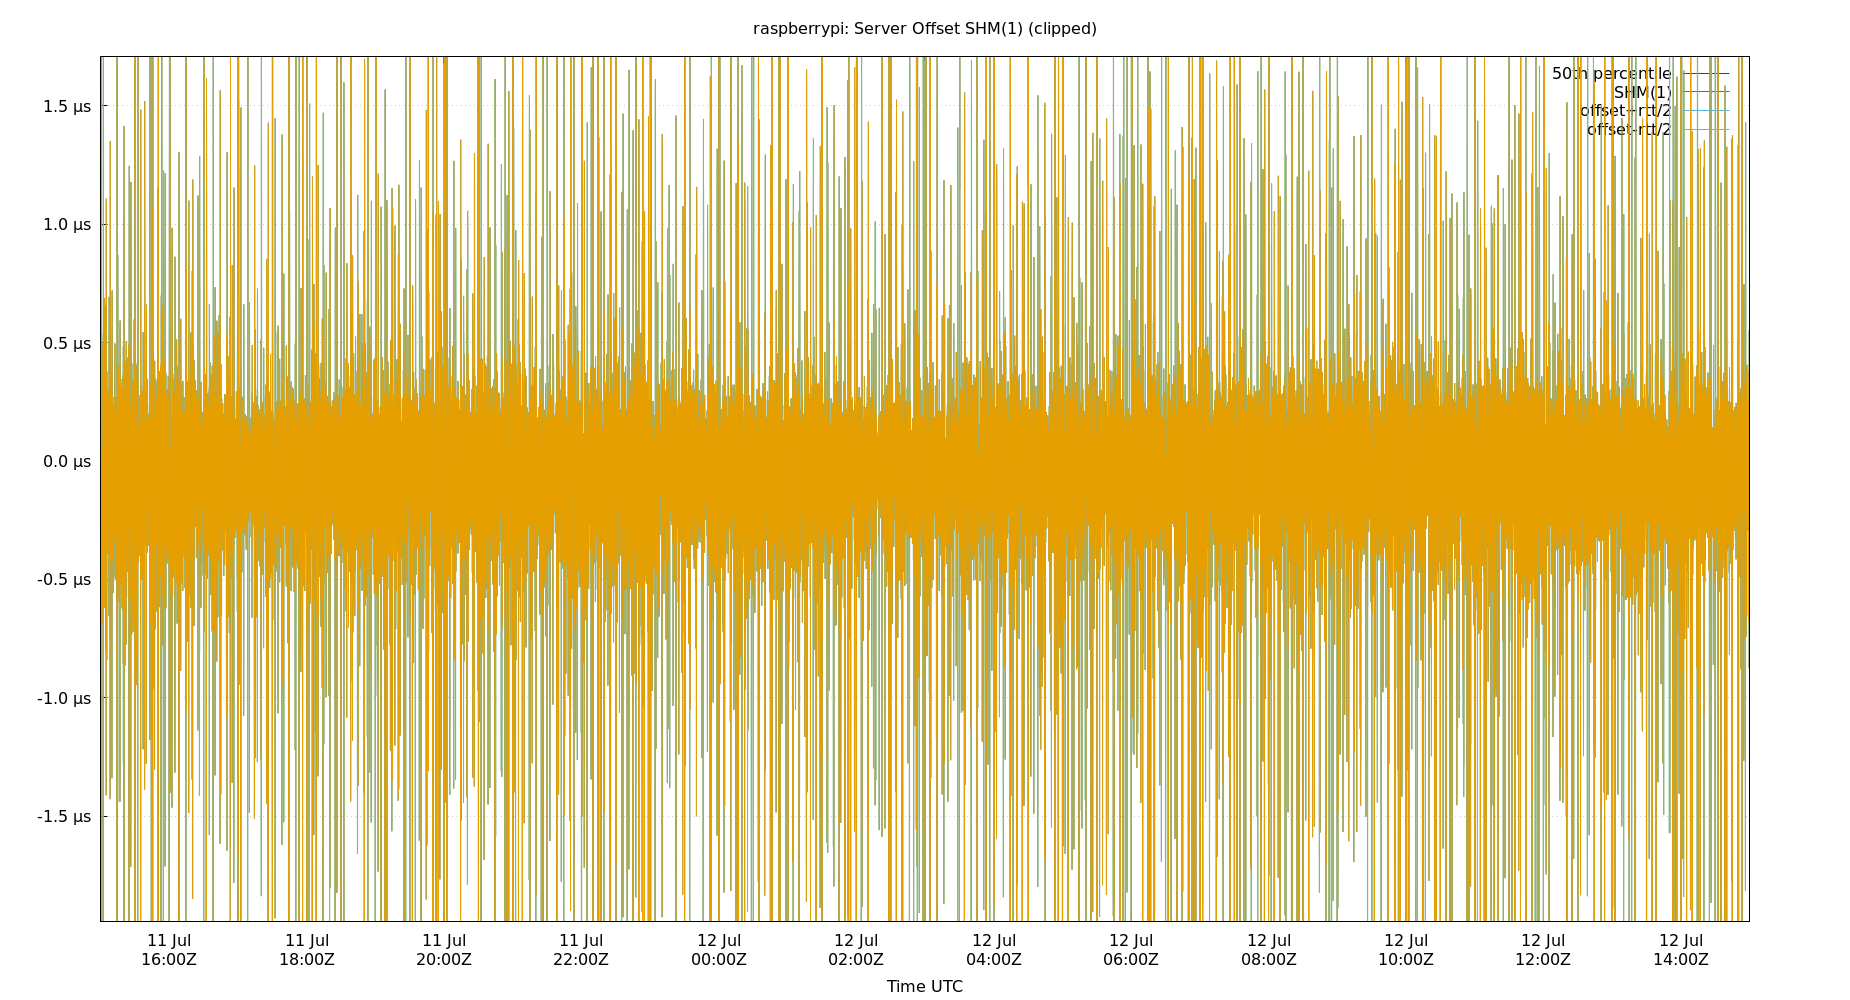 raspberrypi: Server Offset SHM(1) (clipped)
50th percentile
SHM(1)
offset+rtt/2
offset-rtt/2
1.5 µs
1.0 µs
0.5 µs
0.0 µs
-0.5 µs
-1.0 µs
-1.5 µs
11 Jul 11 Jul 11 Jul 11 Jul 12 Jul 12 Jul 12 Jul 12 Jul 12 Jul 12 Jul 12 Jul 12 Jul
16:00Z 18:00Z 20:00Z 22:00Z 00:00Z 02:00Z 04:00Z 06:00Z 08:00Z 10:00Z 12:00Z 14:00Z
Time UTC